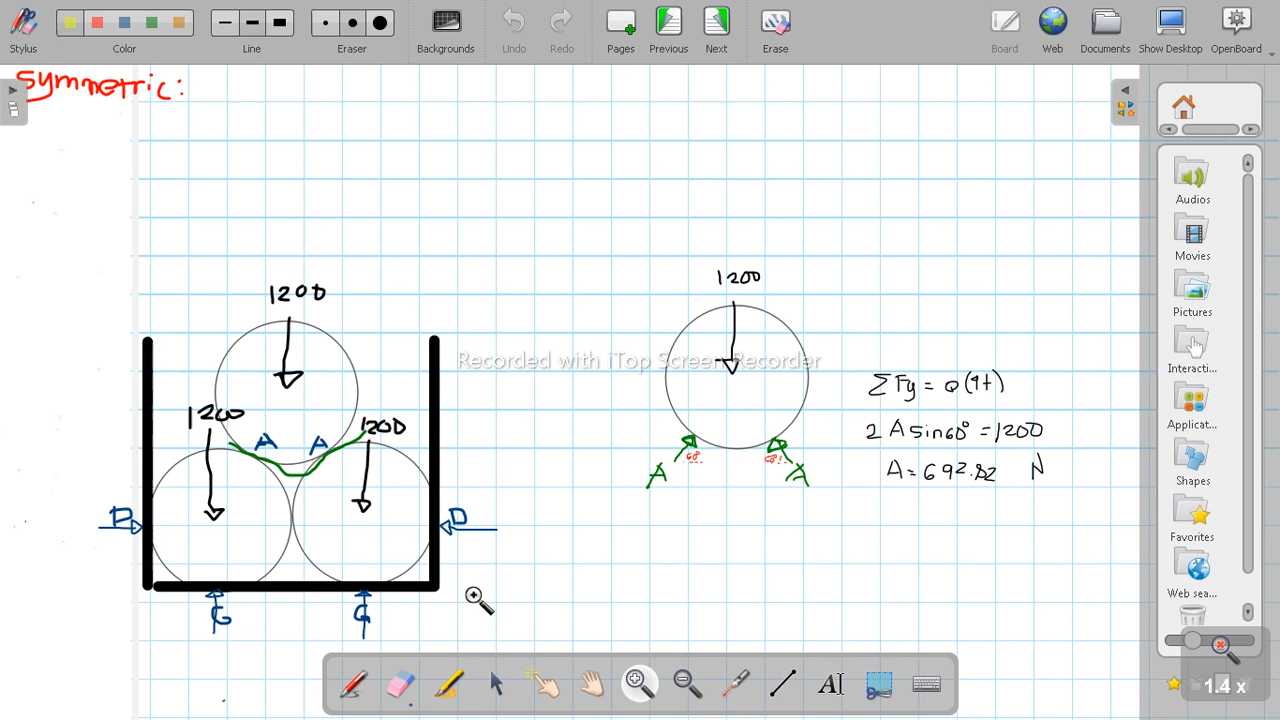 Stylus
Color
Line
Eraser
Backgrounds
Undo
Redo
Pages
Previous
Next
Erase
Board
Web
Documents
Show Desktop
OpenBoard
Symmetric:
Audios
Movies
Pictures
Interacti...
Applicat...
Shapes
Favorites
Web sea...
1200
1200
1200
A A
D D
G G
1200
Recorded with iTop Screen Recorder
A A
ΣFy = 0 (↑+)
2 A sin60° = 1200
A = 692.82 N
1.4 x